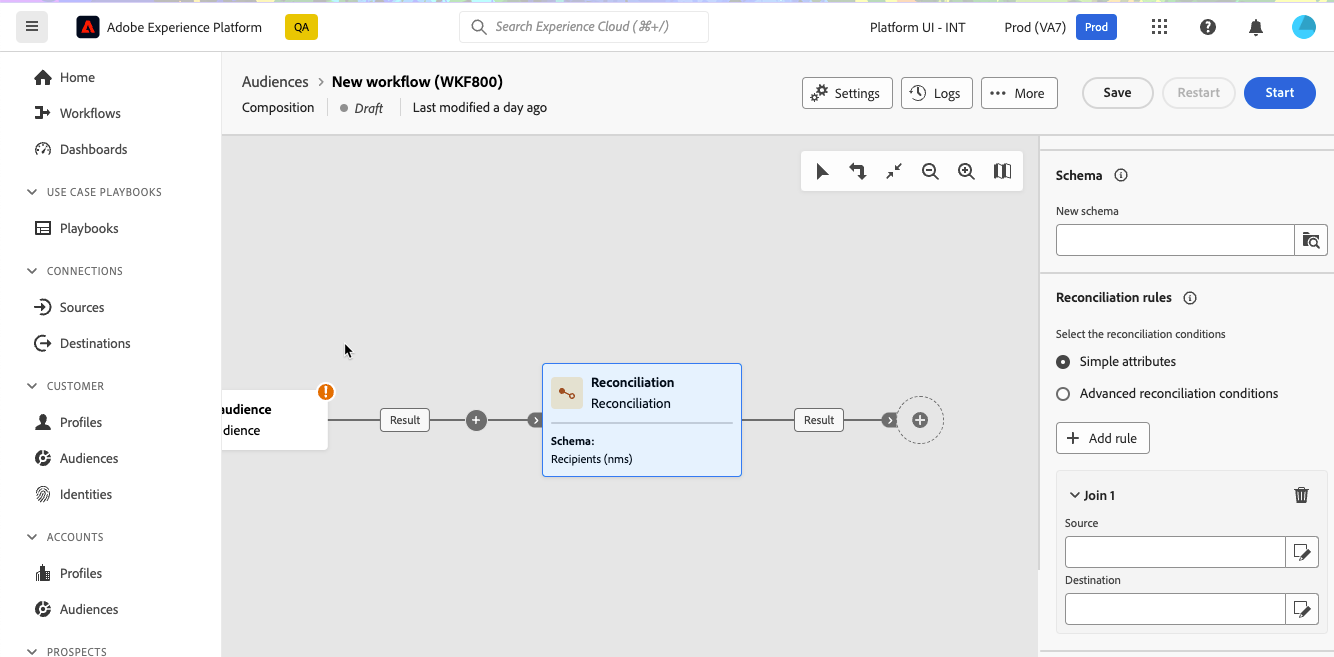 Adobe Experience Platform
QA
Search Experience Cloud (⌘+/)
Platform UI - INT
Prod (VA7)
Prod
Home
Workflows
Dashboards
USE CASE PLAYBOOKS
Playbooks
CONNECTIONS
Sources
Destinations
CUSTOMER
Profiles
Audiences
Identities
ACCOUNTS
Profiles
Audiences
PROSPECTS
Audiences > New workflow (WKF800)
Composition
Draft
Last modified a day ago
Settings
Logs
More
Save
Restart
Start
audience
dience
Result
Reconciliation
Reconciliation
Schema:
Recipients (nms)
Result
Schema
New schema
Reconciliation rules
Select the reconciliation conditions
Simple attributes
Advanced reconciliation conditions
Add rule
Join 1
Source
Destination